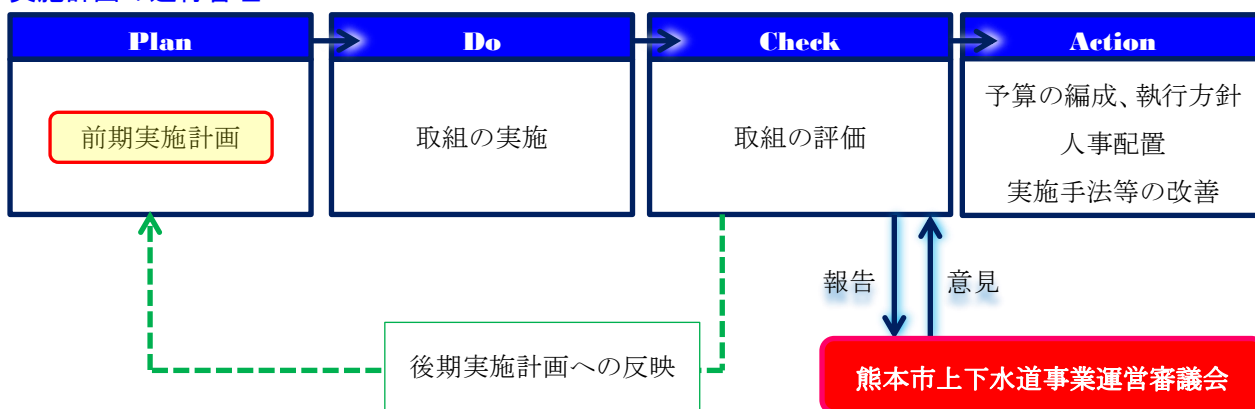 Plan
Do
Check
Action
前期実施計画
取組の実施
取組の評価
予算の編成、執行方針
人事配置
実施手法等の改善
報告
意見
後期実施計画への反映
熊本市上下水道事業運営審議会